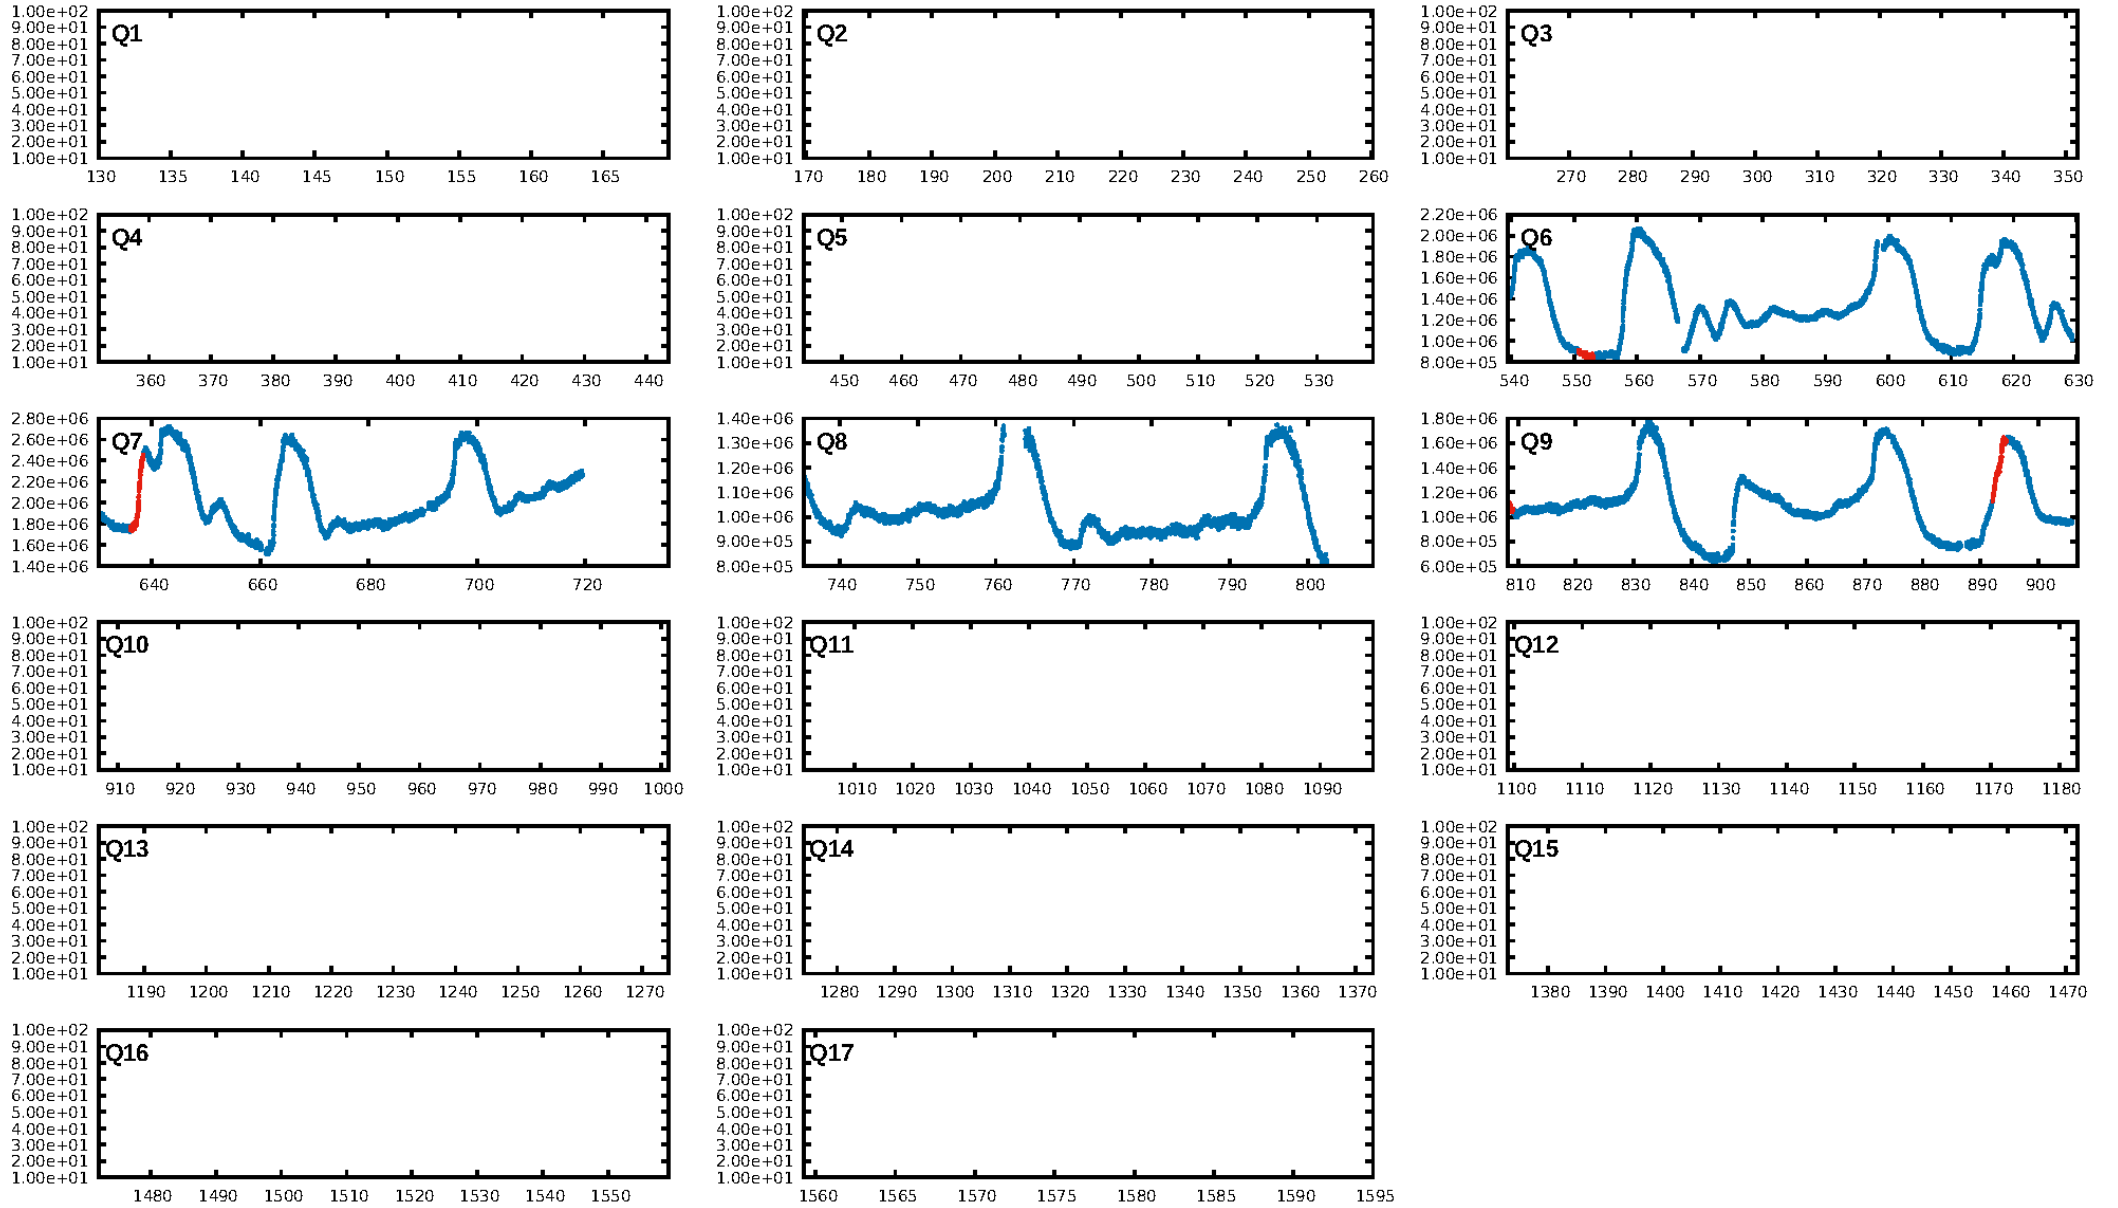 1.00e+02 9.00e+01 8.00e+01 7.00e+01 6.00e+01 5.00e+01 4.00e+01 3.00e+01 2.00e+01 1.00e+01
Q1
130 135 140 145 150 155 160 165
1.00e+02 9.00e+01 8.00e+01 7.00e+01 6.00e+01 5.00e+01 4.00e+01 3.00e+01 2.00e+01 1.00e+01
Q2
170 180 190 200 210 220 230 240 250 260
1.00e+02 9.00e+01 8.00e+01 7.00e+01 6.00e+01 5.00e+01 4.00e+01 3.00e+01 2.00e+01 1.00e+01
Q3
270 280 290 300 310 320 330 340 350
1.00e+02 9.00e+01 8.00e+01 7.00e+01 6.00e+01 5.00e+01 4.00e+01 3.00e+01 2.00e+01 1.00e+01
Q4
360 370 380 390 400 410 420 430 440
1.00e+02 9.00e+01 8.00e+01 7.00e+01 6.00e+01 5.00e+01 4.00e+01 3.00e+01 2.00e+01 1.00e+01
Q5
450 460 470 480 490 500 510 520 530
2.20e+06 2.00e+06 1.80e+06 1.60e+06 1.40e+06 1.20e+06 1.00e+06 8.00e+05
Q6
540 550 560 570 580 590 600 610 620 630
2.80e+06 2.60e+06 2.40e+06 2.20e+06 2.00e+06 1.80e+06 1.60e+06 1.40e+06
Q7
640 660 680 700 720
1.40e+06 1.30e+06 1.20e+06 1.10e+06 1.00e+06 9.00e+05 8.00e+05
Q8
740 750 760 770 780 790 800
1.80e+06 1.60e+06 1.40e+06 1.20e+06 1.00e+06 8.00e+05 6.00e+05
Q9
810 820 830 840 850 860 870 880 890 900
1.00e+02 9.00e+01 8.00e+01 7.00e+01 6.00e+01 5.00e+01 4.00e+01 3.00e+01 2.00e+01 1.00e+01
Q10
910 920 930 940 950 960 970 980 990 1000
1.00e+02 9.00e+01 8.00e+01 7.00e+01 6.00e+01 5.00e+01 4.00e+01 3.00e+01 2.00e+01 1.00e+01
Q11
1010 1020 1030 1040 1050 1060 1070 1080 1090
1.00e+02 9.00e+01 8.00e+01 7.00e+01 6.00e+01 5.00e+01 4.00e+01 3.00e+01 2.00e+01 1.00e+01
Q12
1100 1110 1120 1130 1140 1150 1160 1170 1180
1.00e+02 9.00e+01 8.00e+01 7.00e+01 6.00e+01 5.00e+01 4.00e+01 3.00e+01 2.00e+01 1.00e+01
Q13
1190 1200 1210 1220 1230 1240 1250 1260 1270
1.00e+02 9.00e+01 8.00e+01 7.00e+01 6.00e+01 5.00e+01 4.00e+01 3.00e+01 2.00e+01 1.00e+01
Q14
1280 1290 1300 1310 1320 1330 1340 1350 1360 1370
1.00e+02 9.00e+01 8.00e+01 7.00e+01 6.00e+01 5.00e+01 4.00e+01 3.00e+01 2.00e+01 1.00e+01
Q15
1380 1390 1400 1410 1420 1430 1440 1450 1460 1470
1.00e+02 9.00e+01 8.00e+01 7.00e+01 6.00e+01 5.00e+01 4.00e+01 3.00e+01 2.00e+01 1.00e+01
Q16
1480 1490 1500 1510 1520 1530 1540 1550
1.00e+02 9.00e+01 8.00e+01 7.00e+01 6.00e+01 5.00e+01 4.00e+01 3.00e+01 2.00e+01 1.00e+01
Q17
1560 1565 1570 1575 1580 1585 1590 1595